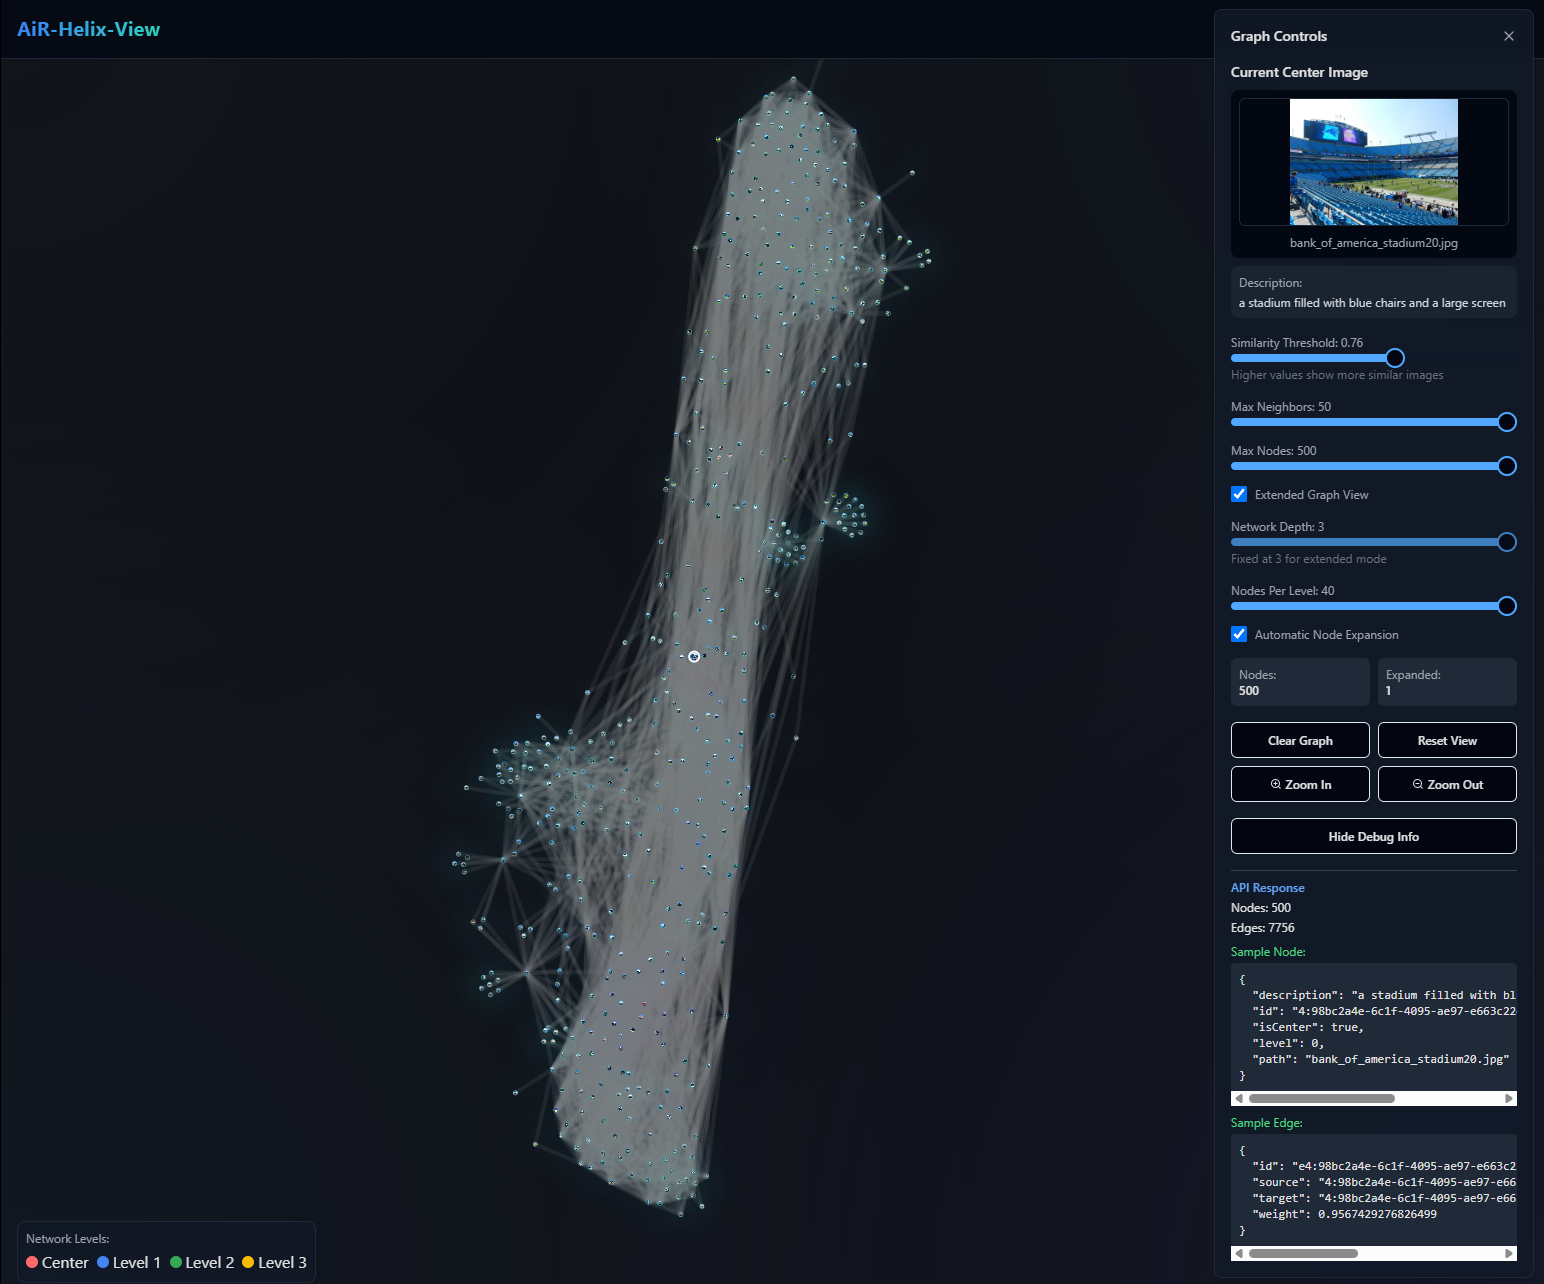 AiR-Helix-View
Graph Controls
Current Center Image
bank_of_america_stadium20.jpg
Description:
a stadium filled with blue chairs and a large screen
Similarity Threshold: 0.76
Higher values show more similar images
Max Neighbors: 50
Max Nodes: 500
Extended Graph View
Network Depth: 3
Fixed at 3 for extended mode
Nodes Per Level: 40
Automatic Node Expansion
Nodes:
500
Expanded:
1
Clear Graph
Reset View
Zoom In
Zoom Out
Hide Debug Info
API Response
Nodes: 500
Edges: 7756
Sample Node:
{
"description": "a stadium filled with bl
"id": "4:98bc2a4e-6c1f-4095-ae97-e663c22
"isCenter": true,
"level": 0,
"path": "bank_of_america_stadium20.jpg"
}
Sample Edge:
{
"id": "e4:98bc2a4e-6c1f-4095-ae97-e663c2
"source": "4:98bc2a4e-6c1f-4095-ae97-e66
"target": "4:98bc2a4e-6c1f-4095-ae97-e66
"weight": 0.9567429276826499
}
Network Levels:
Center Level 1 Level 2 Level 3